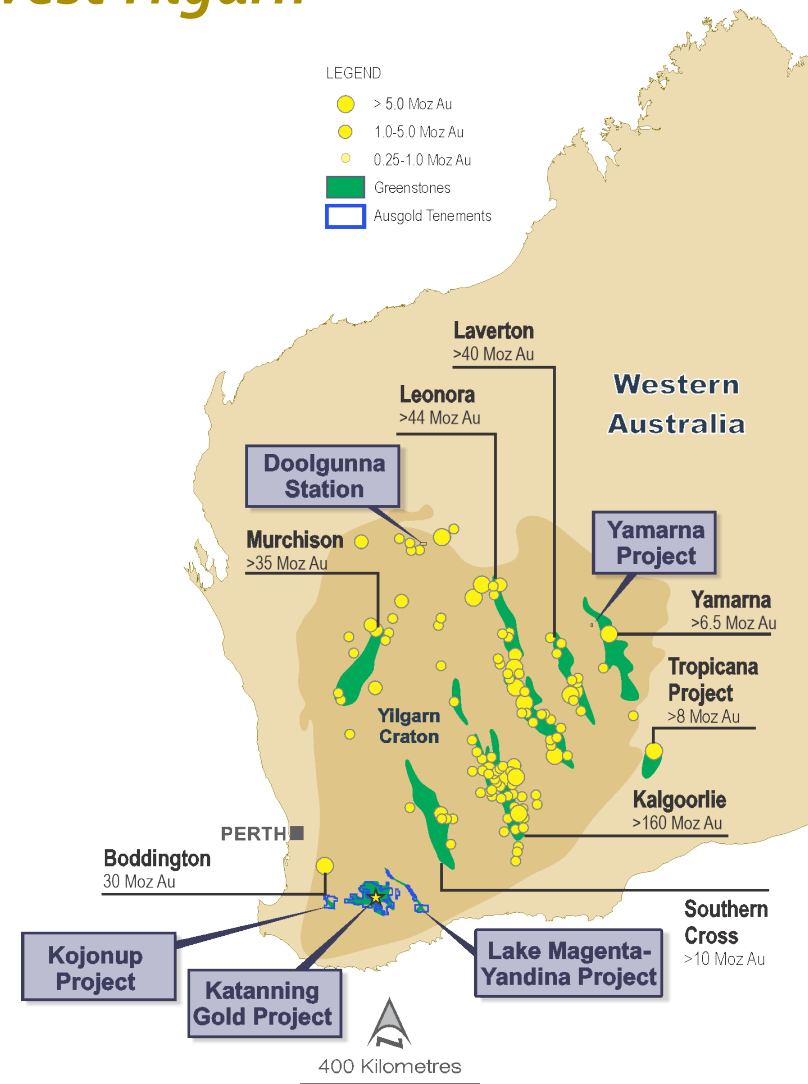 LEGEND
> 5.0 Moz Au
1.0-5.0 Moz Au
0.25-1.0 Moz Au
Greenstones
Ausgold Tenements
Laverton
>40 Moz Au
Western
Australia
Leonora
>44 Moz Au
Doolgunna
Station
Murchison
>35 Moz Au
Yamarna
Project
Yamarna
>6.5 Moz Au
Tropicana
Project
>8 Moz Au
Yilgarn
Craton
Kalgoorlie
>160 Moz Au
PERTH
Boddington
30 Moz Au
Southern
Cross
>10 Moz Au
Kojonup
Project
Katanning
Gold Project
Lake Magenta-
Yandina Project
N
400 Kilometres